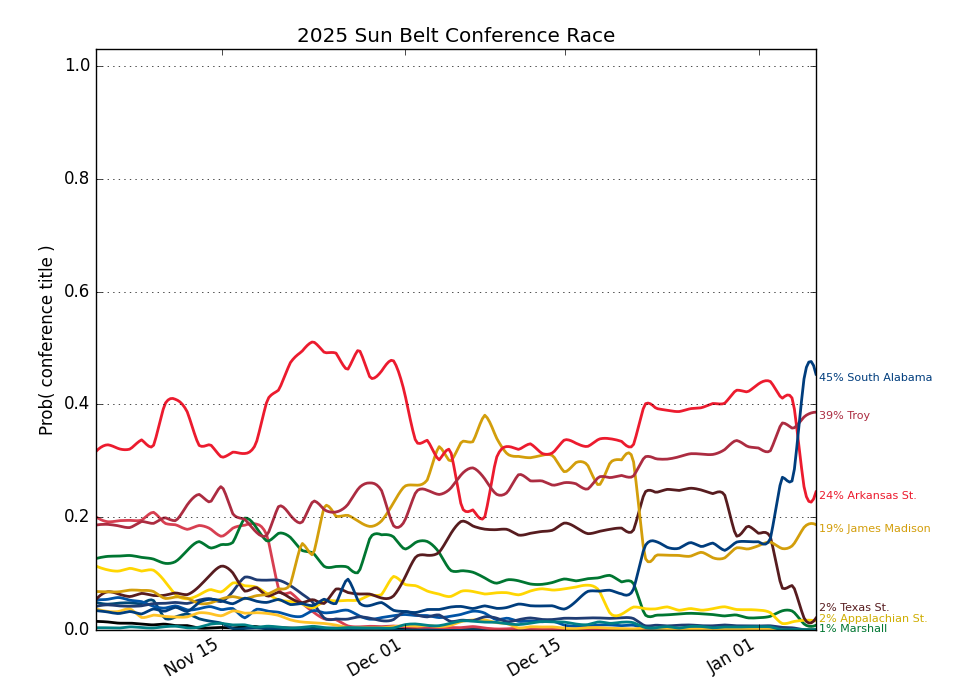 2025 Sun Belt Conference Race
Prob( conference title )
1.0
0.8
0.6
0.4
0.2
0.0
Nov 15
Dec 01
Dec 15
Jan 01
45% South Alabama
39% Troy
24% Arkansas St.
19% James Madison
2% Texas St.
2% Appalachian St.
1% Marshall